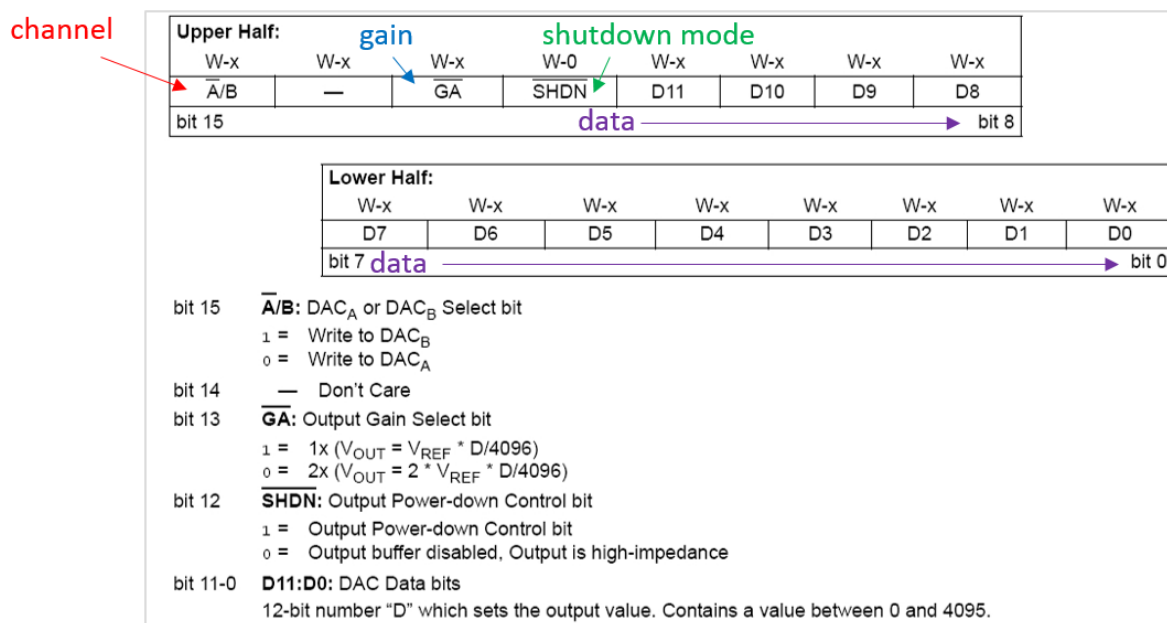 channel
Upper Half:
gain
shutdown mode
W-x W-x W-x W-0 W-x W-x W-x W-x
A̅/B — G̅A̅ S̅H̅D̅N̅ D11 D10 D9 D8
bit 15 data bit 8
Lower Half:
W-x W-x W-x W-x W-x W-x W-x W-x
D7 D6 D5 D4 D3 D2 D1 D0
bit 7 data bit 0
bit 15 A̅/B: DACA or DACB Select bit
1 = Write to DACB
0 = Write to DACA
bit 14 — Don't Care
bit 13 G̅A̅: Output Gain Select bit
1 = 1x (VOUT = VREF * D/4096)
0 = 2x (VOUT = 2 * VREF * D/4096)
bit 12 S̅H̅D̅N̅: Output Power-down Control bit
1 = Output Power-down Control bit
0 = Output buffer disabled, Output is high-impedance
bit 11-0 D11:D0: DAC Data bits
12-bit number “D” which sets the output value. Contains a value between 0 and 4095.